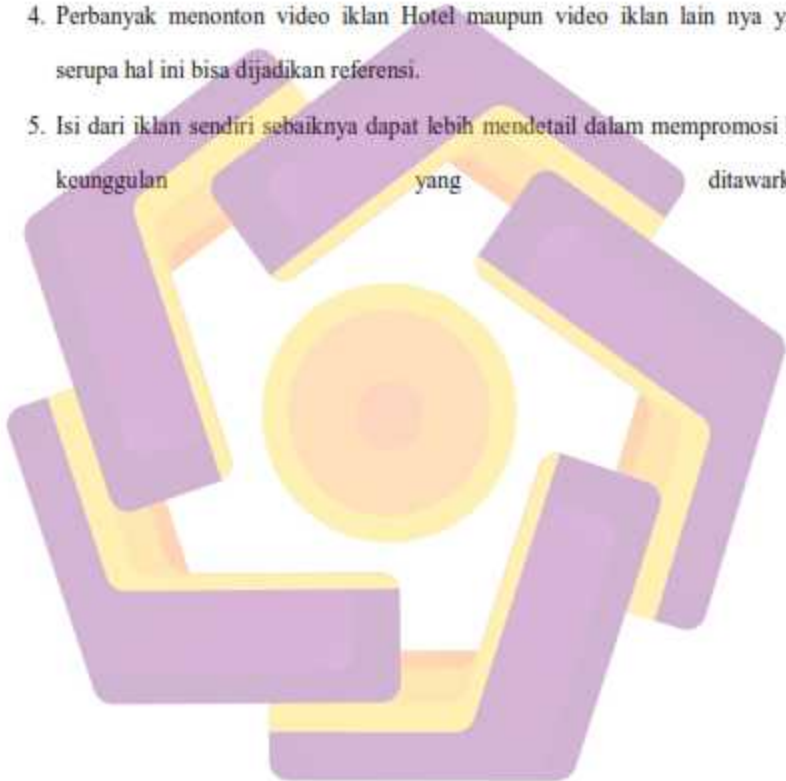 4. Perbanyak menonton video iklan Hotel maupun video iklan lain nya
serupa hal ini bisa dijadikan referensi.
5. Isi dari iklan sendiri sebaiknya dapat lebih mendetail dalam mempromosi
keunggulan yang